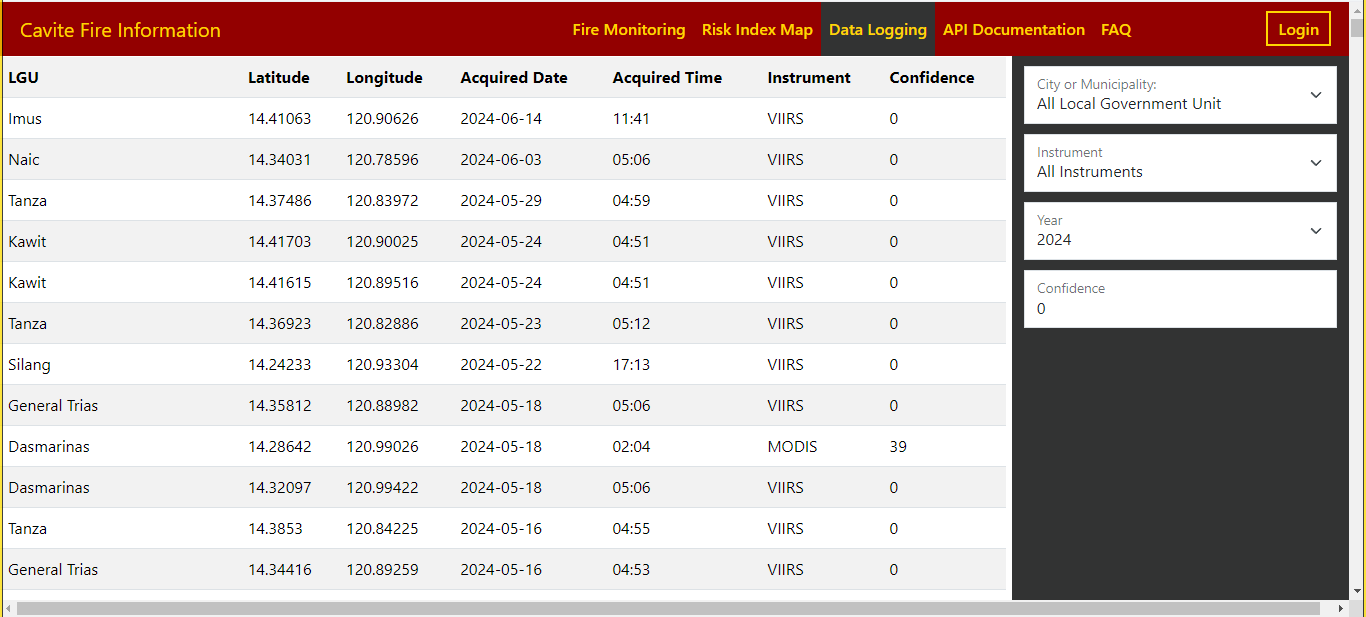 Cavite Fire Information Fire Monitoring Risk Index Map Data Logging API Documentation FAQ Login
LGU Latitude Longitude Acquired Date Acquired Time Instrument Confidence
Imus 14.41063 120.90626 2024-06-14 11:41 VIIRS 0
Naic 14.34031 120.78596 2024-06-03 05:06 VIIRS 0
Tanza 14.37486 120.83972 2024-05-29 04:59 VIIRS 0
Kawit 14.41703 120.90025 2024-05-24 04:51 VIIRS 0
Kawit 14.41615 120.89516 2024-05-24 04:51 VIIRS 0
Tanza 14.36923 120.82886 2024-05-23 05:12 VIIRS 0
Silang 14.24233 120.93304 2024-05-22 17:13 VIIRS 0
General Trias 14.35812 120.88982 2024-05-18 05:06 VIIRS 0
Dasmarinas 14.28642 120.99026 2024-05-18 02:04 MODIS 39
Dasmarinas 14.32097 120.99422 2024-05-18 05:06 VIIRS 0
Tanza 14.3853 120.84225 2024-05-16 04:55 VIIRS 0
General Trias 14.34416 120.89259 2024-05-16 04:53 VIIRS 0
City or Municipality:
All Local Government Unit
Instrument
All Instruments
Year
2024
Confidence
0